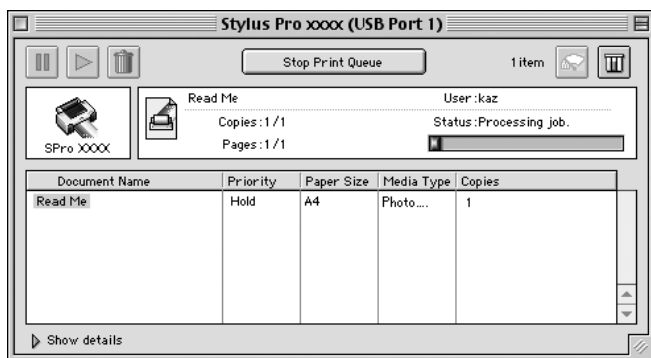 Stylus Pro xxxx (USB Port 1)
Stop Print Queue
1 item
Read Me
User :kaz
Copies :1 /1
Status :Processing job.
Pages :1 /1
SPro XXXX
Document Name Priority Paper Size Media Type Copies
Read Me Hold A4 Photo.... 1
Show details